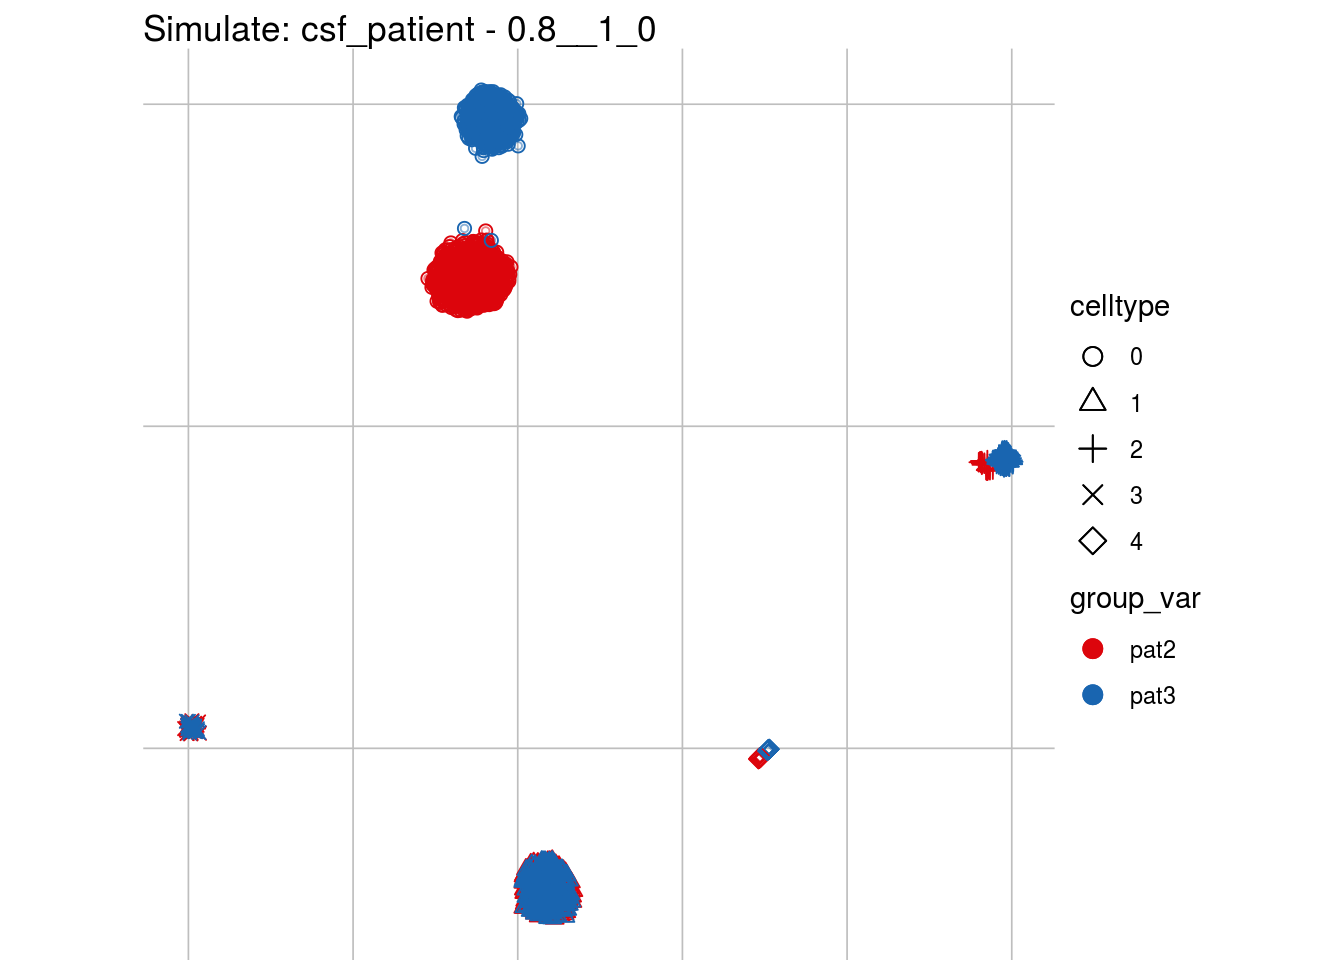 Simulate: csf_patient - 0.8__1_0
celltype
0
1
2
3
4
group_var
pat2
pat3